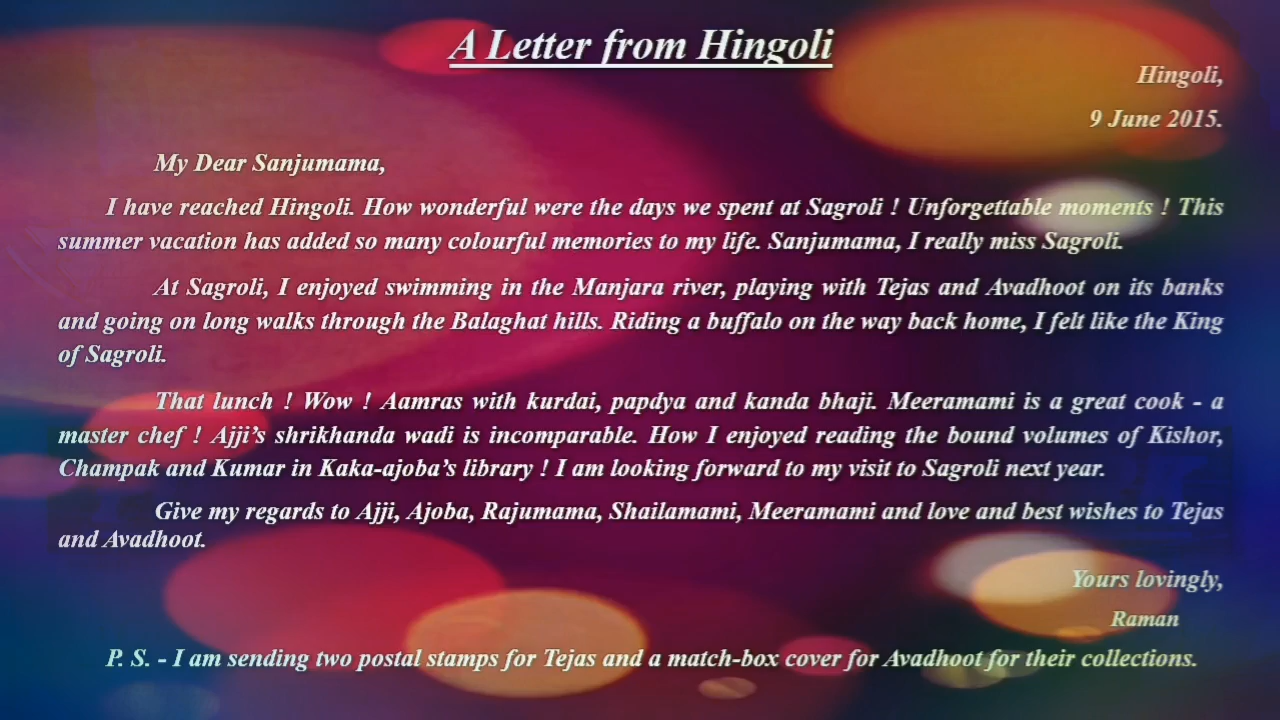 A Letter from Hingoli
Hingoli,
9 June 2015.
My Dear Sanjumama,
I have reached Hingoli. How wonderful were the days we spent at Sagroli ! Unforgettable moments ! This
summer vacation has added so many colourful memories to my life. Sanjumama, I really miss Sagroli.
At Sagroli, I enjoyed swimming in the Manjara river, playing with Tejas and Avadhoot on its banks
and going on long walks through the Balaghat hills. Riding a buffalo on the way back home, I felt like the King
of Sagroli.
That lunch ! Wow ! Aamras with kurdai, papdya and kanda bhaji. Meeramami is a great cook - a
master chef ! Ajji’s shrikhanda wadi is incomparable. How I enjoyed reading the bound volumes of Kishor,
Champak and Kumar in Kaka-ajoba’s library ! I am looking forward to my visit to Sagroli next year.
Give my regards to Ajji, Ajoba, Rajumama, Shailamami, Meeramami and love and best wishes to Tejas
and Avadhoot.
Yours lovingly,
Raman
P. S. - I am sending two postal stamps for Tejas and a match-box cover for Avadhoot for their collections.